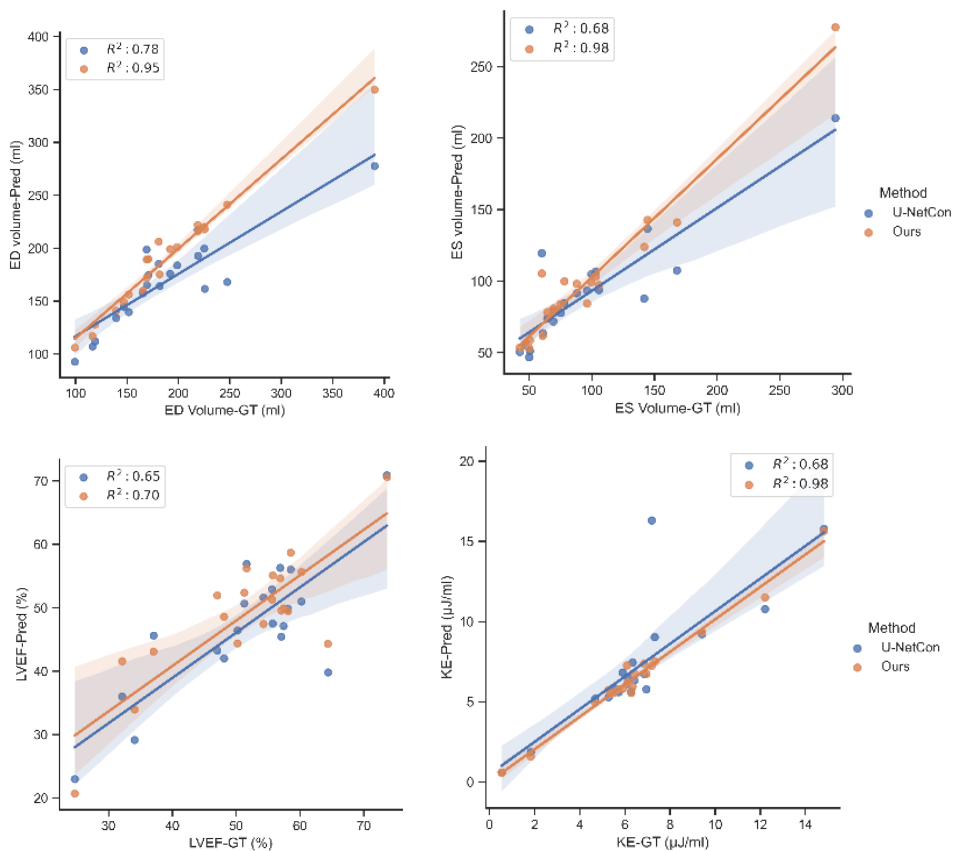 400
350
300
250
200
150
100
ED volume-Pred (ml)
R² : 0.78
R² : 0.95
100 150 200 250 300 350 400
ED Volume-GT (ml)
250
200
150
100
50
ES volume-Pred (ml)
R² : 0.68
R² : 0.98
50 100 150 200 250 300
ES Volume-GT (ml)
Method
U-NetCon
Ours
70
60
50
40
30
20
LVEF-Pred (%)
R² : 0.65
R² : 0.70
30 40 50 60 70
LVEF-GT (%)
20
15
10
5
0
KE-Pred (μJ/ml)
R² : 0.68
R² : 0.98
0 2 4 6 8 10 12 14
KE-GT (μJ/ml)
Method
U-NetCon
Ours